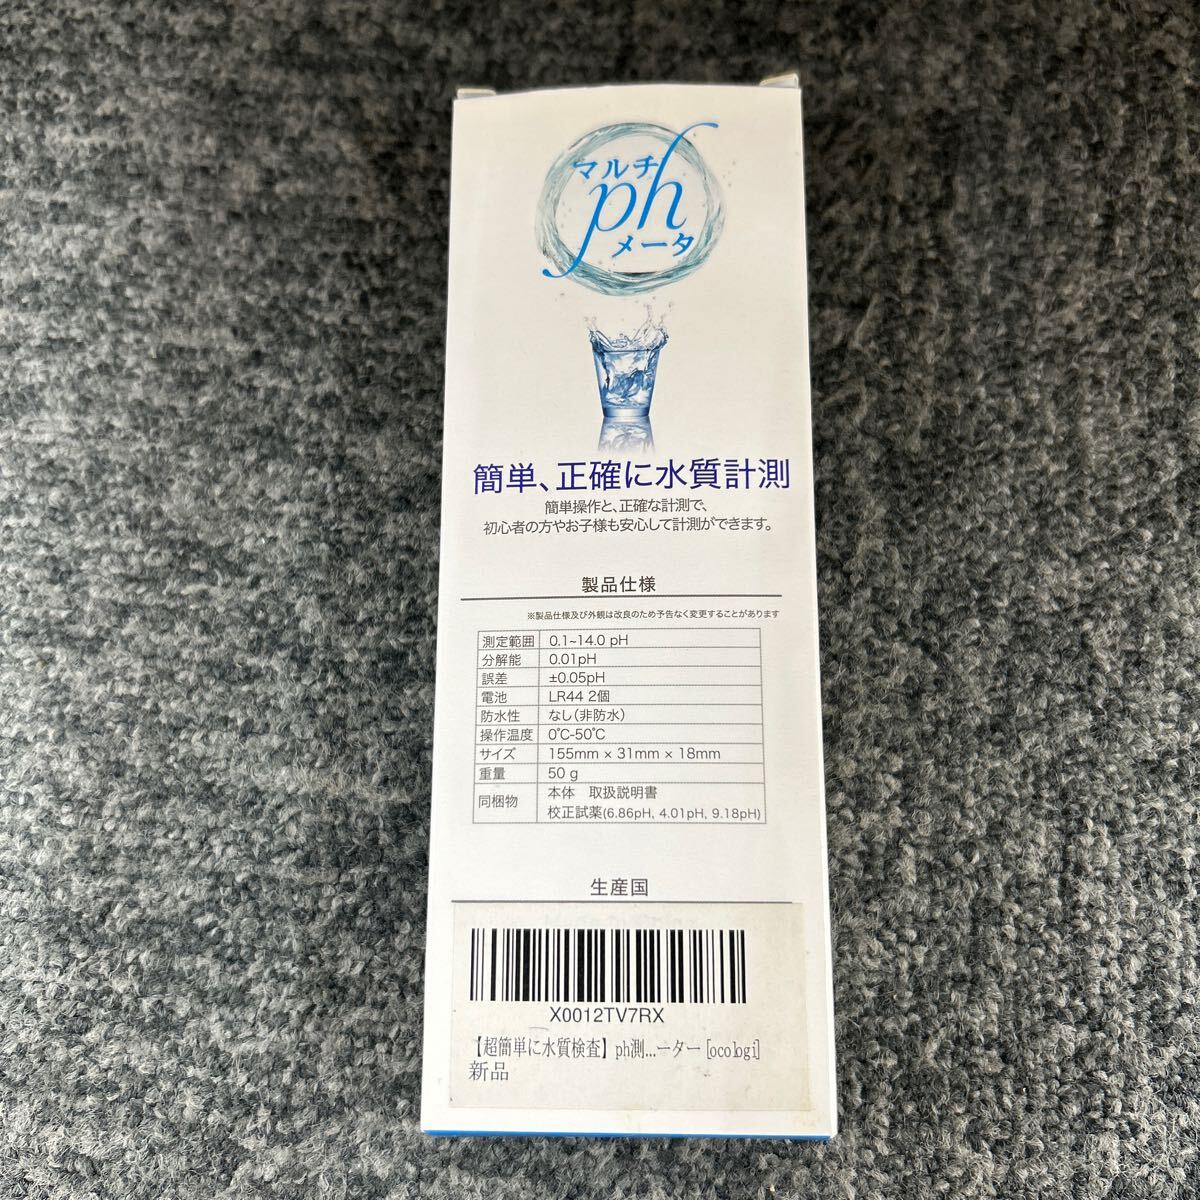 マルチ
ph
メータ
簡単、正確に水質計測
簡単操作と、正確な計測で、
初心者の方やお子様も安心して計測ができます。
製品仕様
※製品仕様及び外観は改良のため予告なく変更することがあります
測定範囲 0.1~14.0 pH
分解能 0.01pH
誤差 ±0.05pH
電池 LR44 2個
防水性 なし(非防水)
操作温度 0℃-50℃
サイズ 155mm × 31mm × 18mm
重量 50 g
同梱物 本体 取扱説明書
校正試薬(6.86pH, 4.01pH, 9.18pH)
生産国
X0012TV7RX
【超簡単に水質検査】ph測...ーター [ocologi]
新品